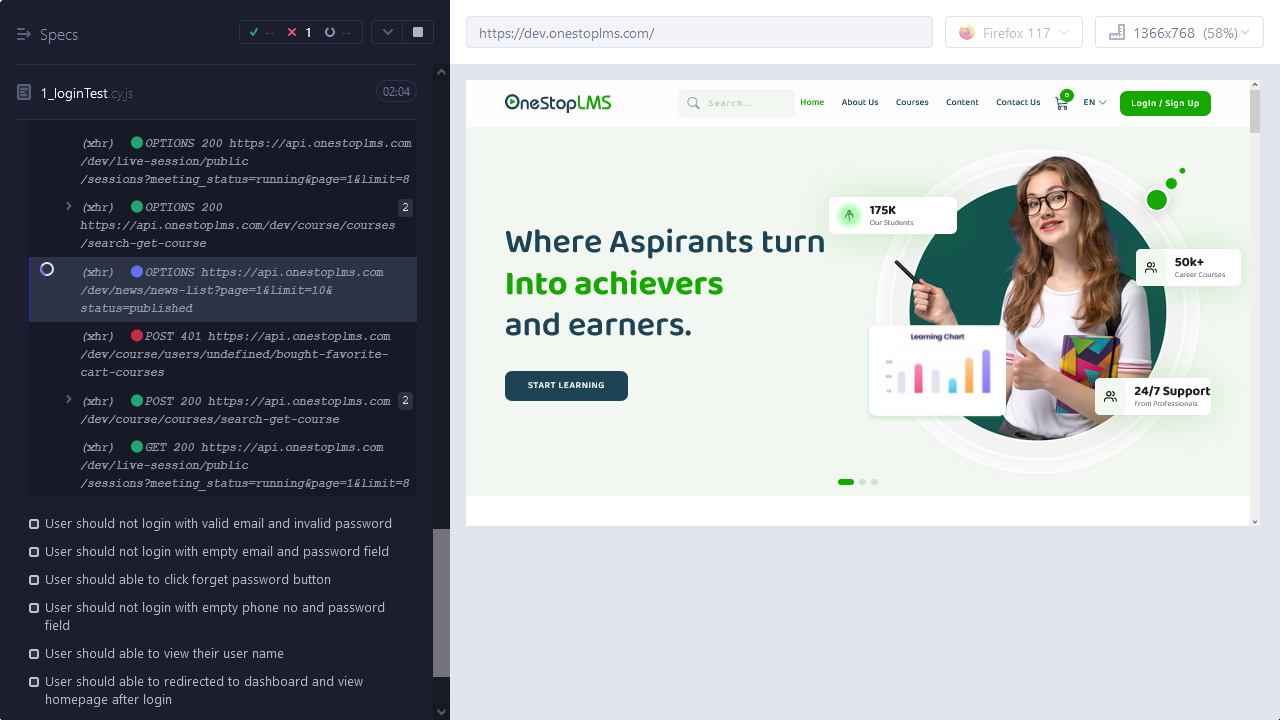 Specs
-- 1 --
1_loginTest.cy.js 02:04
(xhr) OPTIONS 200 https://api.onestoplms.com
/dev/live-session/public
/sessions?meeting_status=running&page=1&limit=8
(xhr) OPTIONS 200 2
https://api.onestoplms.com/dev/course/courses
/search-get-course
(xhr) OPTIONS https://api.onestoplms.com
/dev/news/news-list?page=1&limit=10&
status=published
(xhr) POST 401 https://api.onestoplms.com
/dev/course/users/undefined/bought-favorite-
cart-courses
(xhr) POST 200 https://api.onestoplms.com 2
/dev/course/courses/search-get-course
(xhr) GET 200 https://api.onestoplms.com
/dev/live-session/public
/sessions?meeting_status=running&page=1&limit=8
User should not login with valid email and invalid password
User should not login with empty email and password field
User should able to click forget password button
User should not login with empty phone no and password
field
User should able to view their user name
User should able to redirected to dashboard and view
homepage after login
https://dev.onestoplms.com/
Firefox 117
1366x768 (58%)
OneStopLMS
Search...
Home About Us Courses Content Contact Us 0 EN LogIn / Sign Up
Where Aspirants turn
Into achievers
and earners.
START LEARNING
175K
Our Students
50k+
Career Courses
Learning Chart
24/7 Support
From Professionals